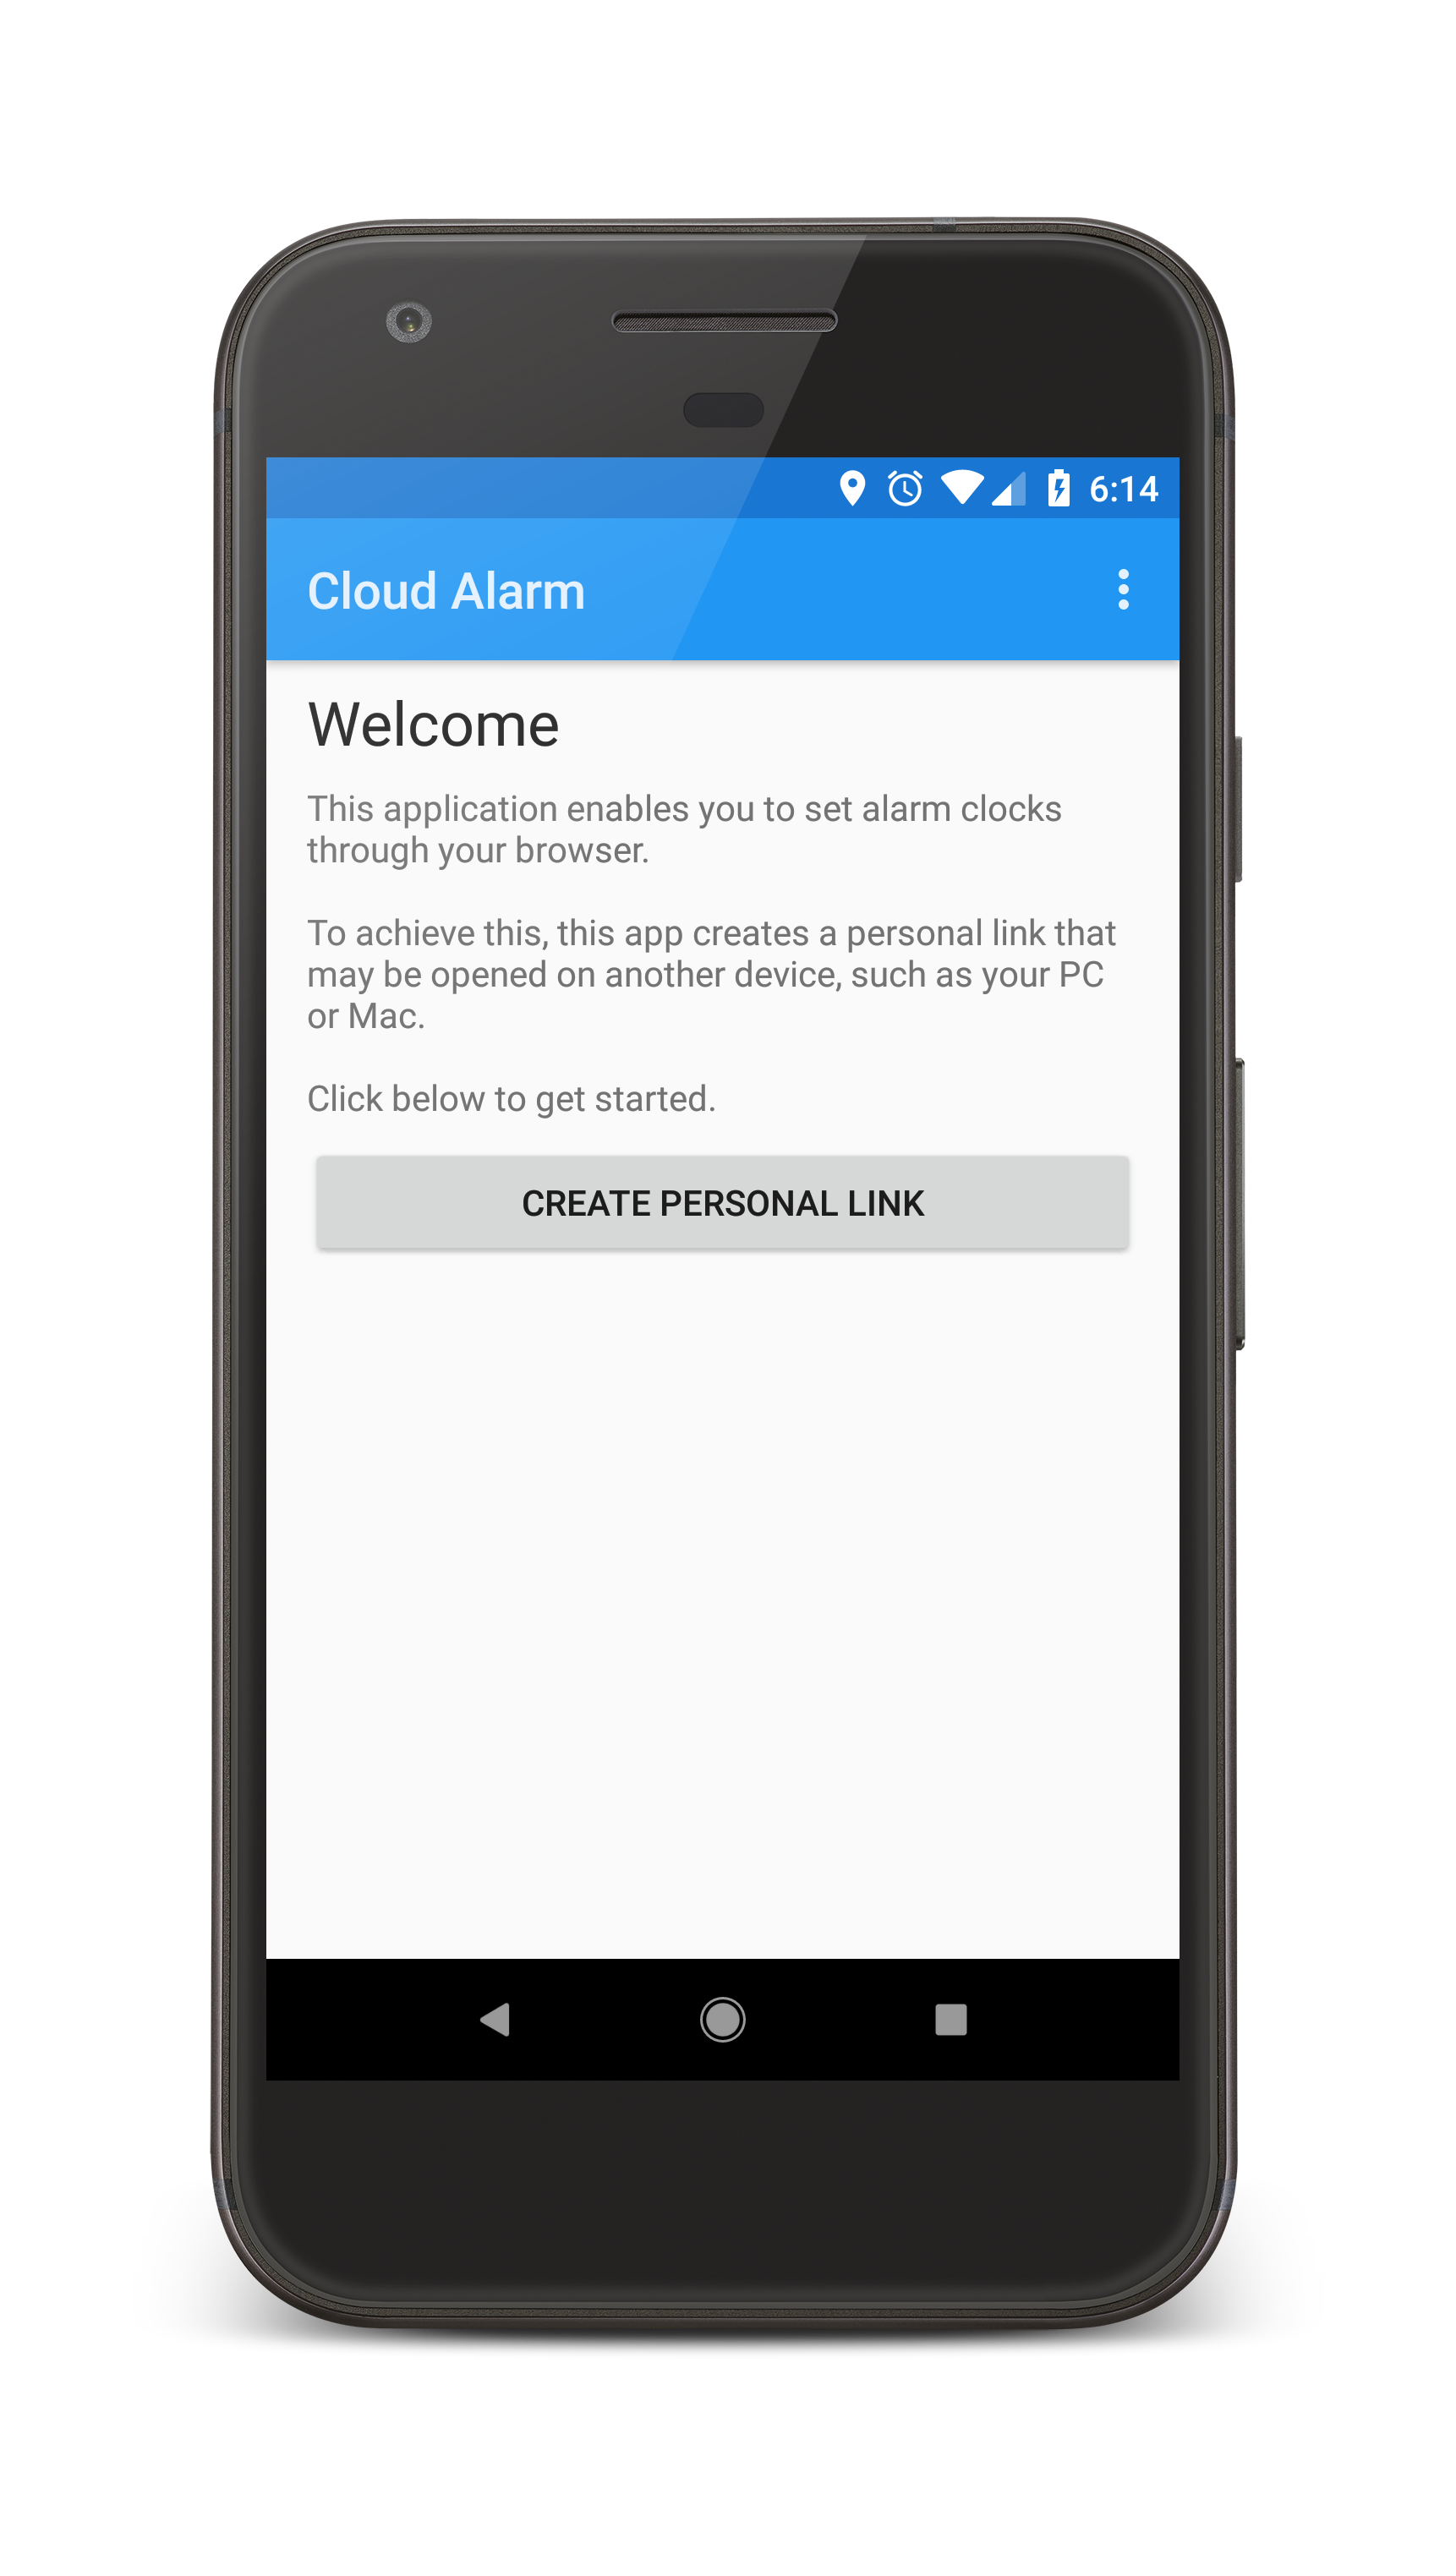 6:14
Cloud Alarm
Welcome
This application enables you to set alarm clocks
through your browser.
To achieve this, this app creates a personal link that
may be opened on another device, such as your PC
or Mac.
Click below to get started.
CREATE PERSONAL LINK